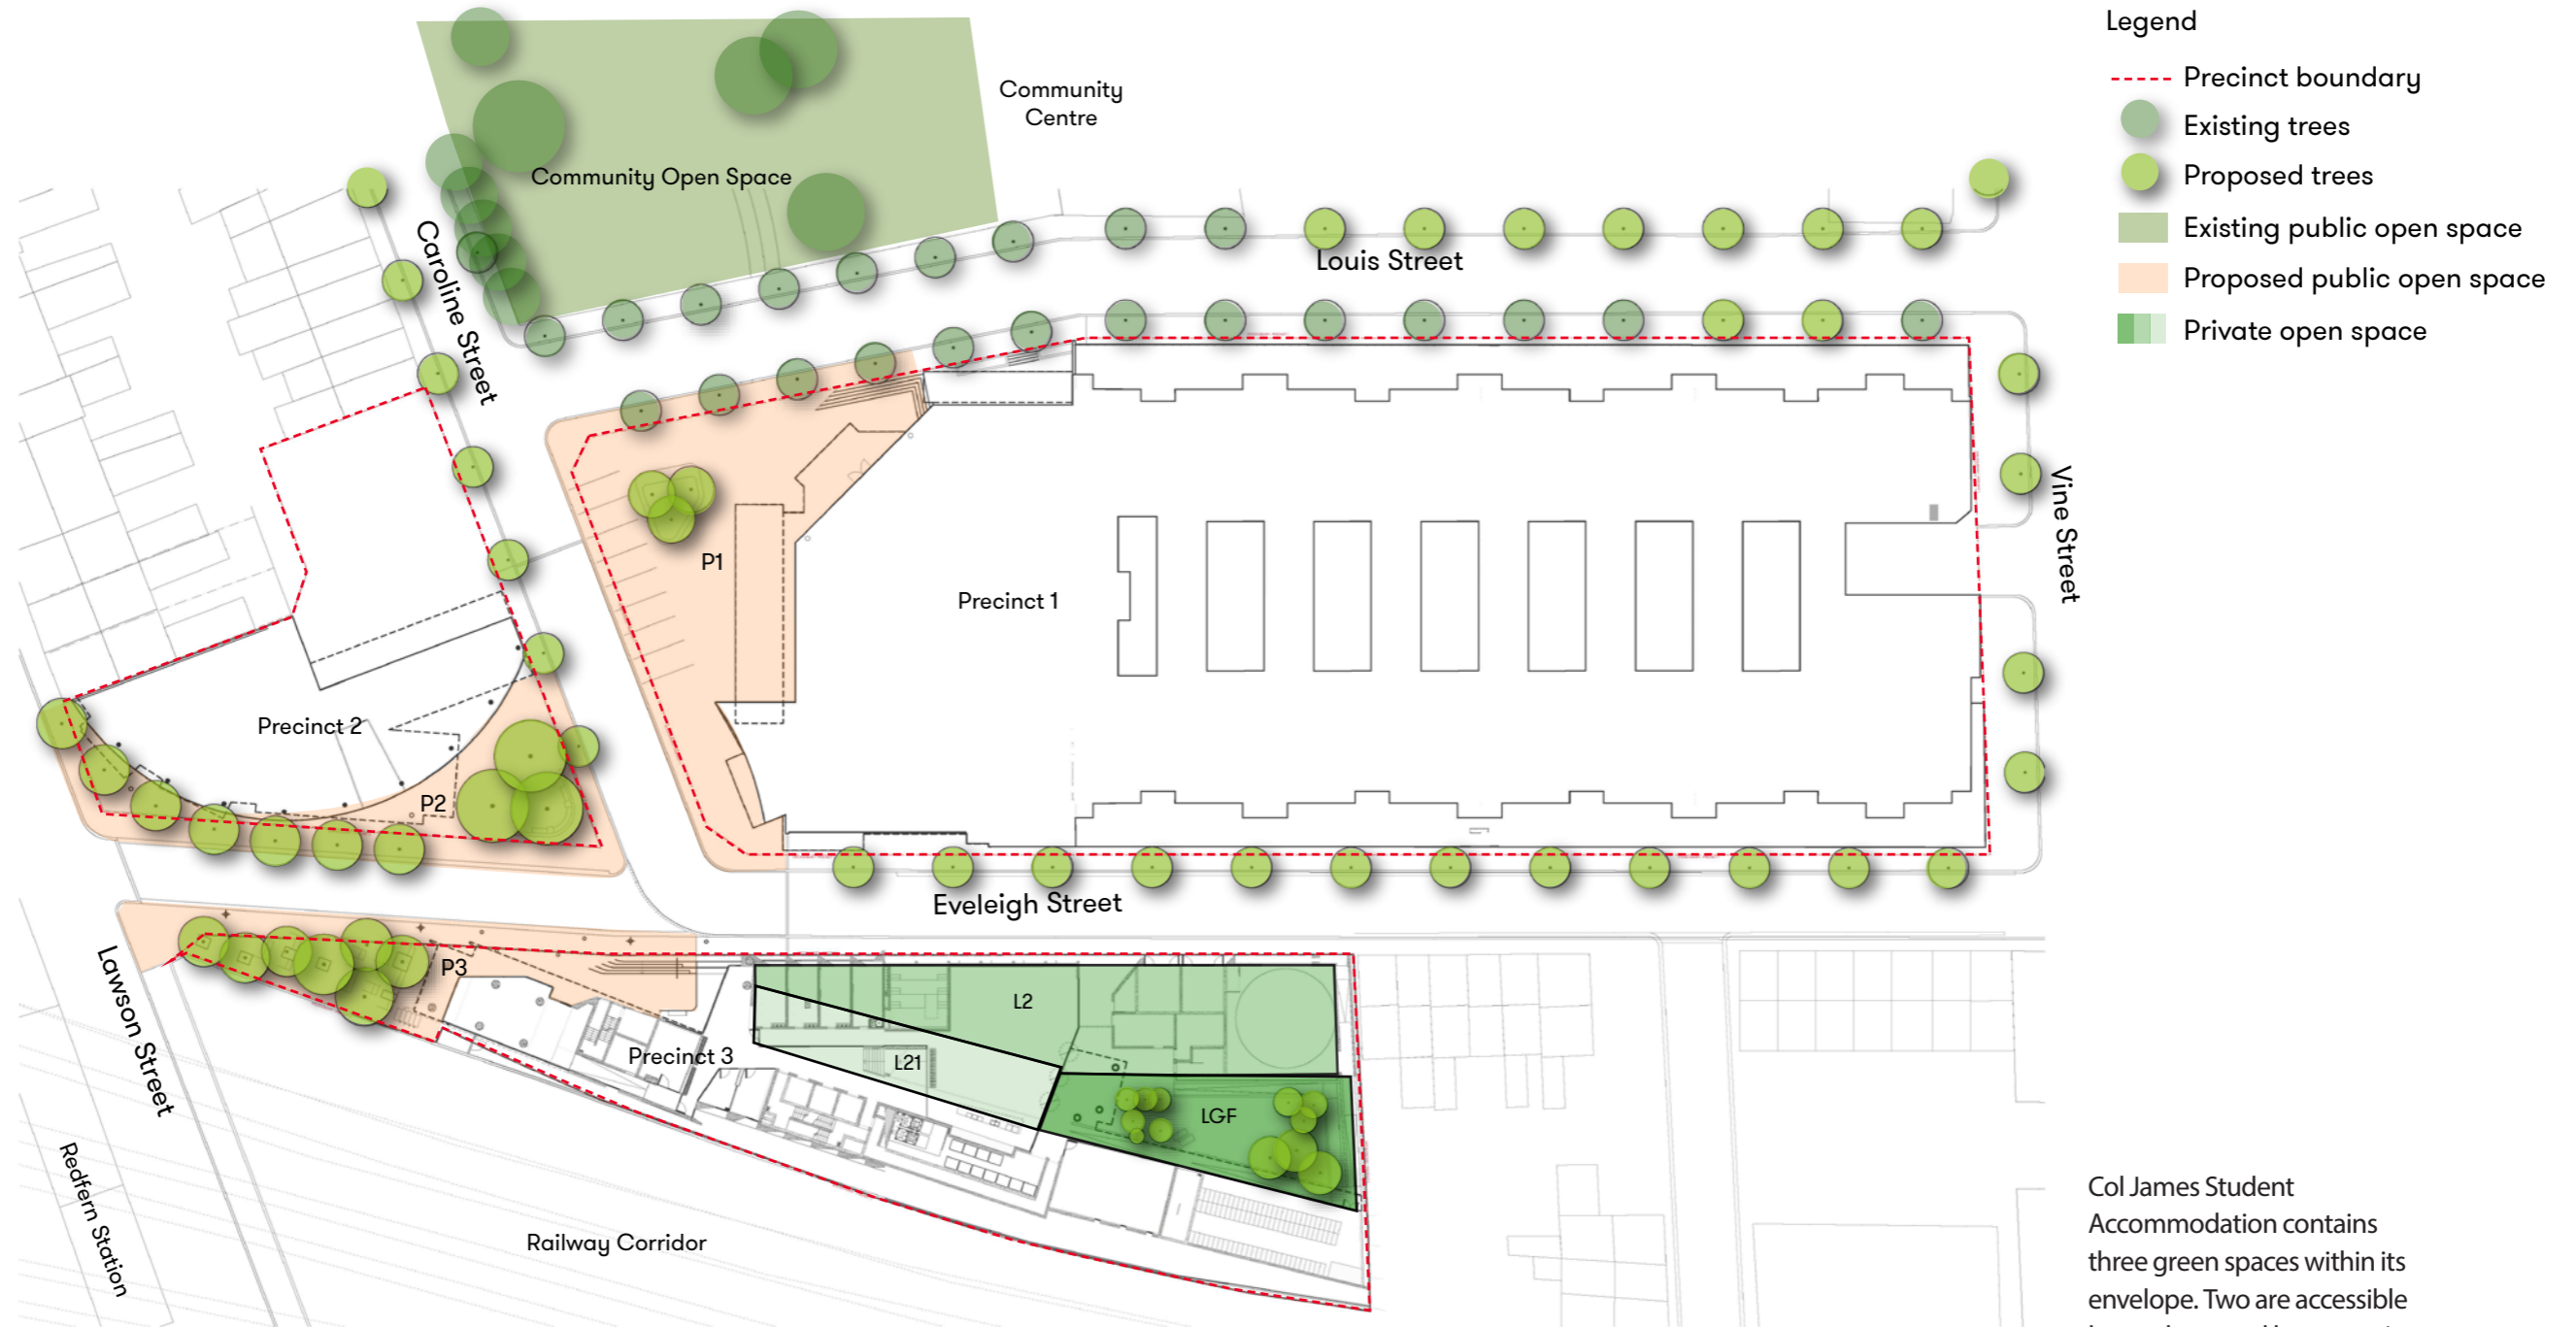 Legend
Precinct boundary
Existing trees
Proposed trees
Existing public open space
Proposed public open space
Private open space
Community
Centre
Community Open Space
Caroline Street
Louis Street
Vine Street
P1
Precinct 1
Precinct 2
P2
Eveleigh Street
P3
L2
Precinct 3
L21
LGF
Lawson Street
Redfern Station
Railway Corridor
Col James Student
Accommodation contains
three green spaces within its
envelope. Two are accessible